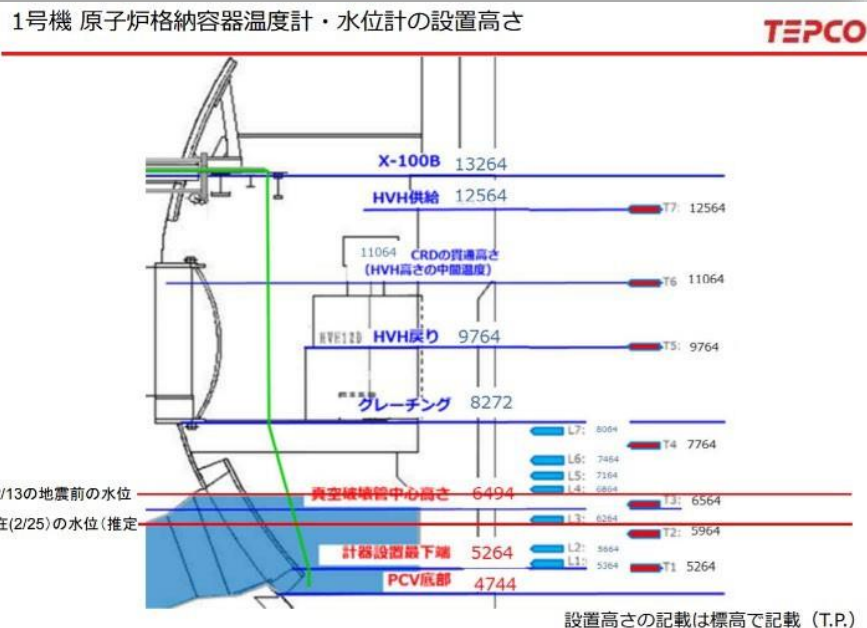 1号機 原子炉格納容器温度計・水位計の設置高さ
TEPCO
X-100B 13264
HVH供給 12564
T7: 12564
11064 CRDの貫通高さ
(HVH高さの中間温度)
T6 11064
HVH12D HVH戻り 9764
T5: 9764
グレーチング 8272
L7: 8064
T4 7764
L6: 7464
L5: 7164
L4: 6864
/13の地震前の水位
真空破壊管中心高さ 6494
T3: 6564
L3: 6264
在(2/25)の水位(推定
T2: 5964
計器設置最下端 5264
L2: 5664
L1: 5364
T1 5264
PCV底部 4744
設置高さの記載は標高で記載(T.P.)